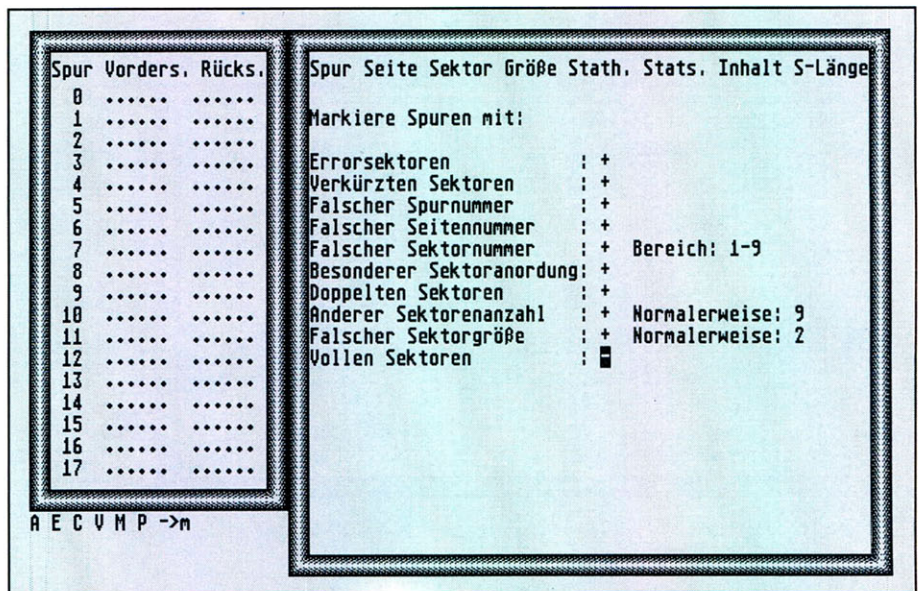 Spur Vorders. Rücks.
0 ...... ......
1 ...... ......
2 ...... ......
3 ...... ......
4 ...... ......
5 ...... ......
6 ...... ......
7 ...... ......
8 ...... ......
9 ...... ......
10 ...... ......
11 ...... ......
12 ...... ......
13 ...... ......
14 ...... ......
15 ...... ......
16 ...... ......
17 ...... ......
A E C V M P ->m
Spur Seite Sektor Größe Stath. Stats. Inhalt S-Länge
Markiere Spuren mit:
Errorsektoren : +
Verkürzten Sektoren : +
Falscher Spurnummer : +
Falscher Seitennummer : +
Falscher Sektornummer : + Bereich: 1-9
Besonderer Sektoranordung: +
Doppelten Sektoren : +
Anderer Sektorenanzahl : + Normalerweise: 9
Falscher Sektorgröße : + Normalerweise: 2
Vollen Sektoren : -